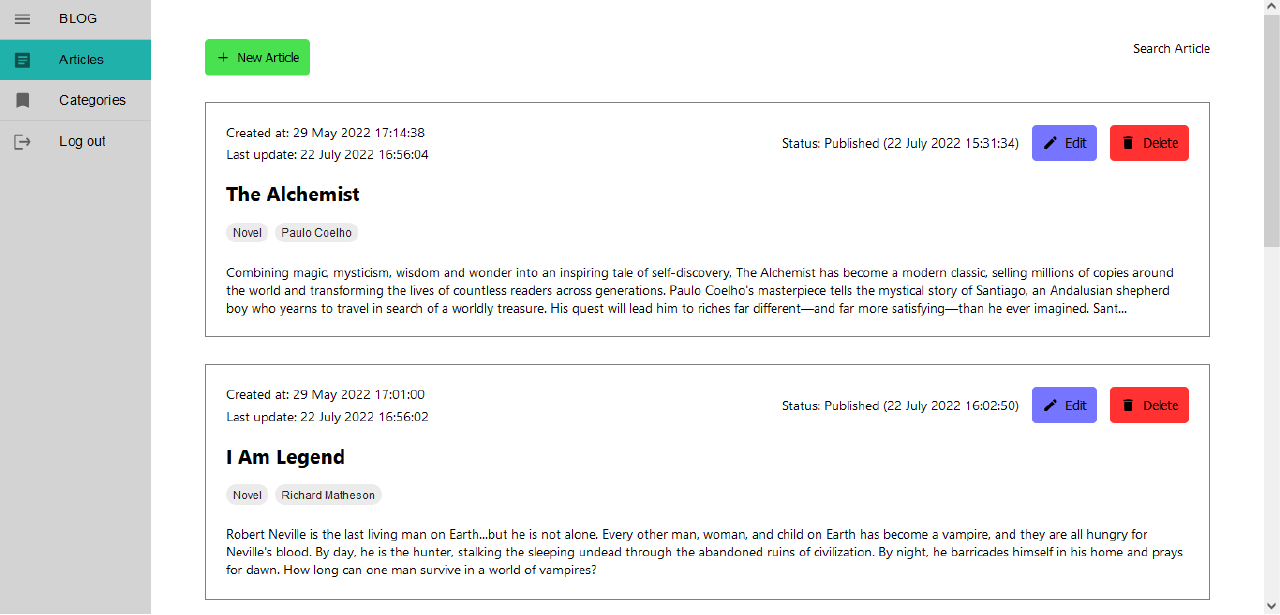 BLOG
Articles
Categories
Log out
New Article
Search Article
Created at: 29 May 2022 17:14:38
Last update: 22 July 2022 16:56:04
Status: Published (22 July 2022 15:31:34)
Edit
Delete
The Alchemist
Novel
Paulo Coelho
Combining magic, mysticism, wisdom and wonder into an inspiring tale of self-discovery, The Alchemist has become a modern classic, selling millions of copies around
the world and transforming the lives of countless readers across generations. Paulo Coelho's masterpiece tells the mystical story of Santiago, an Andalusian shepherd
boy who yearns to travel in search of a worldly treasure. His quest will lead him to riches far different—and far more satisfying—than he ever imagined. Sant...
Created at: 29 May 2022 17:01:00
Last update: 22 July 2022 16:56:02
Status: Published (22 July 2022 16:02:50)
Edit
Delete
I Am Legend
Novel
Richard Matheson
Robert Neville is the last living man on Earth...but he is not alone. Every other man, woman, and child on Earth has become a vampire, and they are all hungry for
Neville's blood. By day, he is the hunter, stalking the sleeping undead through the abandoned ruins of civilization. By night, he barricades himself in his home and prays
for dawn. How long can one man survive in a world of vampires?